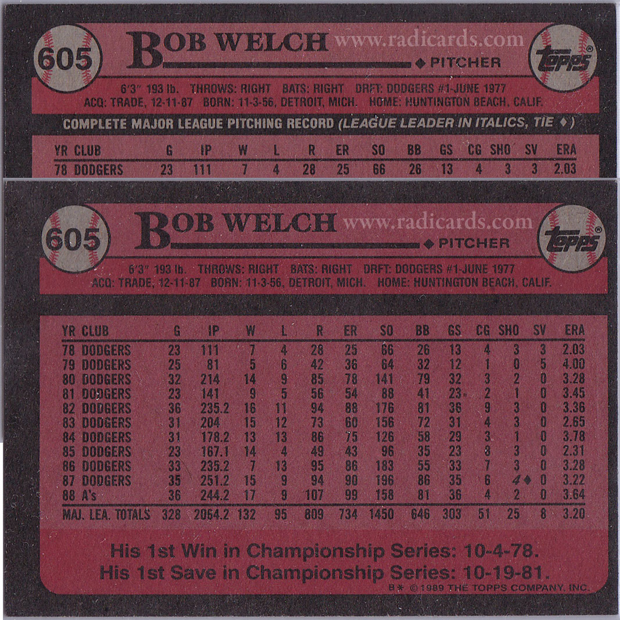 605 BOB WELCH www.radicards.com Topps
♦ PITCHER
6'3" 193 lb. THROWS: RIGHT BATS: RIGHT DRFT: DODGERS #1-JUNE 1977
ACQ: TRADE, 12-11-87 BORN: 11-3-56, DETROIT, MICH. HOME: HUNTINGTON BEACH, CALIF.
COMPLETE MAJOR LEAGUE PITCHING RECORD (LEAGUE LEADER IN ITALICS, TIE ♦)
YR CLUB G IP W L R ER SO BB GS CG SHO SV ERA
78 DODGERS 23 111 7 4 28 25 66 26 13 4 3 3 2.03
605 BOB WELCH www.radicards.com Topps
♦ PITCHER
6'3" 193 lb. THROWS: RIGHT BATS: RIGHT DRFT: DODGERS #1-JUNE 1977
ACQ: TRADE, 12-11-87 BORN: 11-3-56, DETROIT, MICH. HOME: HUNTINGTON BEACH, CALIF.
YR CLUB G IP W L R ER SO BB GS CG SHO SV ERA
78 DODGERS 23 111 7 4 28 25 66 26 13 4 3 3 2.03
79 DODGERS 25 81 5 6 42 36 64 32 12 1 0 5 4.00
80 DODGERS 32 214 14 9 85 78 141 79 32 3 2 0 3.28
81 DODGERS 23 141 9 5 56 54 88 41 23 2 1 0 3.45
82 DODGERS 36 235.2 16 11 94 88 176 81 36 9 3 0 3.36
83 DODGERS 31 204 15 12 73 60 156 72 31 4 3 0 2.65
84 DODGERS 31 178.2 13 13 86 75 126 58 29 3 1 0 3.78
85 DODGERS 23 167.1 14 4 49 43 96 35 23 3 3 0 2.31
86 DODGERS 33 235.2 7 13 95 86 183 55 33 7 3 0 3.28
87 DODGERS 35 251.2 15 9 94 90 196 86 35 6 4♦ 0 3.22
88 A's 36 244.2 17 9 107 99 158 81 36 4 2 0 3.64
MAJ. LEA. TOTALS 328 2064.2 132 95 809 734 1450 646 303 51 25 8 3.20
His 1st Win in Championship Series: 10-4-78.
His 1st Save in Championship Series: 10-19-81.
B* © 1989 THE TOPPS COMPANY, INC.